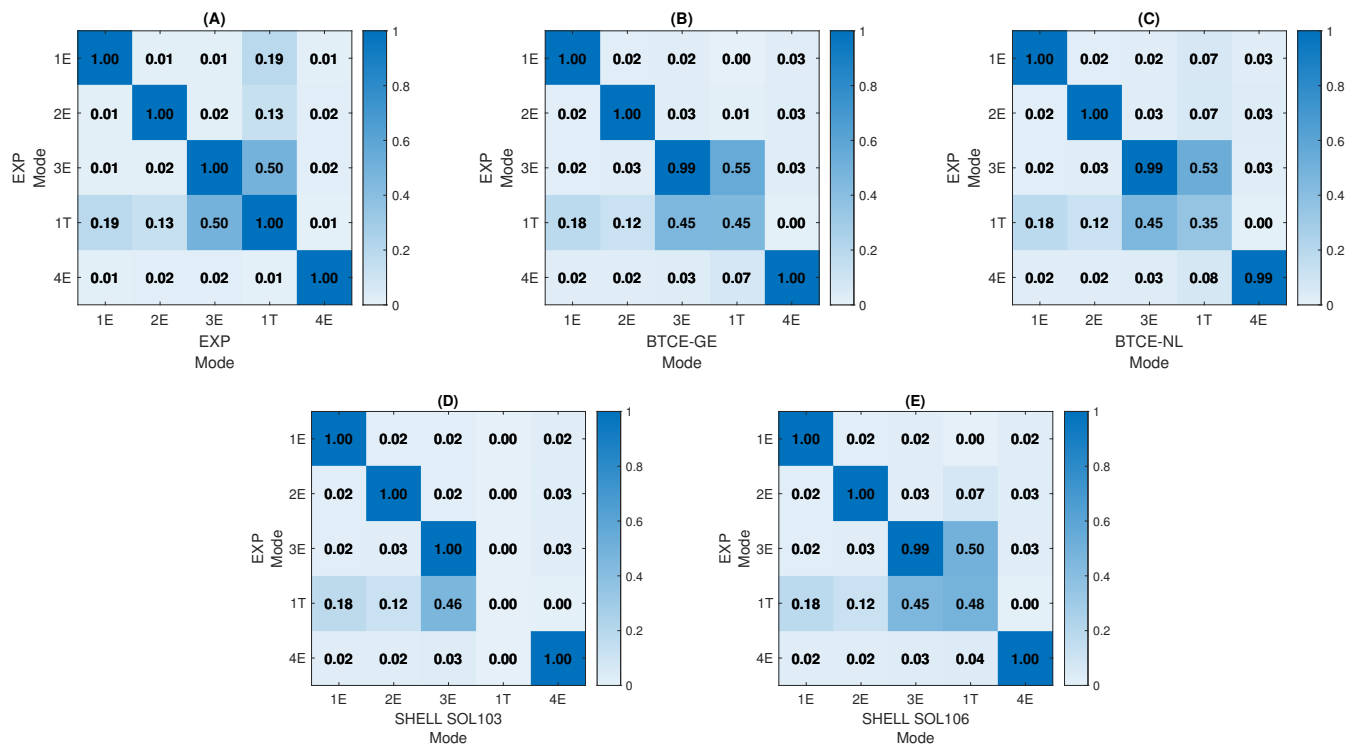 (A)
1E 1.00 0.01 0.01 0.19 0.01
2E 0.01 1.00 0.02 0.13 0.02
3E 0.01 0.02 1.00 0.50 0.02
1T 0.19 0.13 0.50 1.00 0.01
4E 0.01 0.02 0.02 0.01 1.00
1E 2E 3E 1T 4E
EXP
Mode
EXP
Mode
1
0.8
0.6
0.4
0.2
0
(B)
1E 1.00 0.02 0.02 0.00 0.03
2E 0.02 1.00 0.03 0.01 0.03
3E 0.02 0.03 0.99 0.55 0.03
1T 0.18 0.12 0.45 0.45 0.00
4E 0.02 0.02 0.03 0.07 1.00
1E 2E 3E 1T 4E
BTCE-GE
Mode
EXP
Mode
1
0.8
0.6
0.4
0.2
0
(C)
1E 1.00 0.02 0.02 0.07 0.03
2E 0.02 1.00 0.03 0.07 0.03
3E 0.02 0.03 0.99 0.53 0.03
1T 0.18 0.12 0.45 0.35 0.00
4E 0.02 0.02 0.03 0.08 0.99
1E 2E 3E 1T 4E
BTCE-NL
Mode
EXP
Mode
1
0.8
0.6
0.4
0.2
0
(D)
1E 1.00 0.02 0.02 0.00 0.02
2E 0.02 1.00 0.02 0.00 0.03
3E 0.02 0.03 1.00 0.00 0.03
1T 0.18 0.12 0.46 0.00 0.00
4E 0.02 0.02 0.03 0.00 1.00
1E 2E 3E 1T 4E
SHELL SOL103
Mode
EXP
Mode
1
0.8
0.6
0.4
0.2
0
(E)
1E 1.00 0.02 0.02 0.00 0.02
2E 0.02 1.00 0.03 0.07 0.03
3E 0.02 0.03 0.99 0.50 0.03
1T 0.18 0.12 0.45 0.48 0.00
4E 0.02 0.02 0.03 0.04 1.00
1E 2E 3E 1T 4E
SHELL SOL106
Mode
EXP
Mode
1
0.8
0.6
0.4
0.2
0